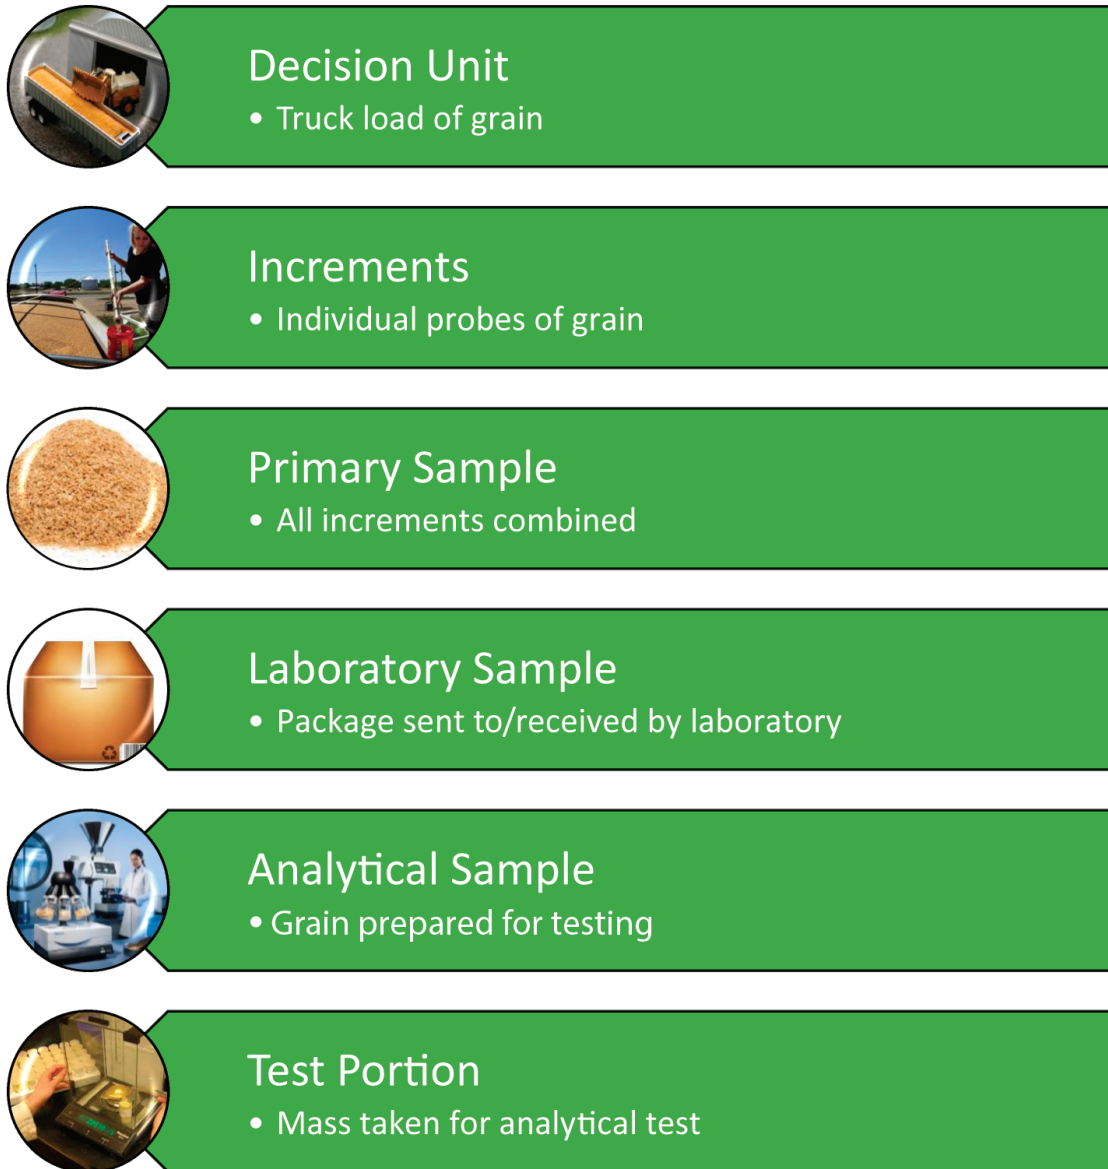 Decision Unit
• Truck load of grain
Increments
• Individual probes of grain
Primary Sample
• All increments combined
Laboratory Sample
• Package sent to/received by laboratory
Analytical Sample
• Grain prepared for testing
Test Portion
• Mass taken for analytical test